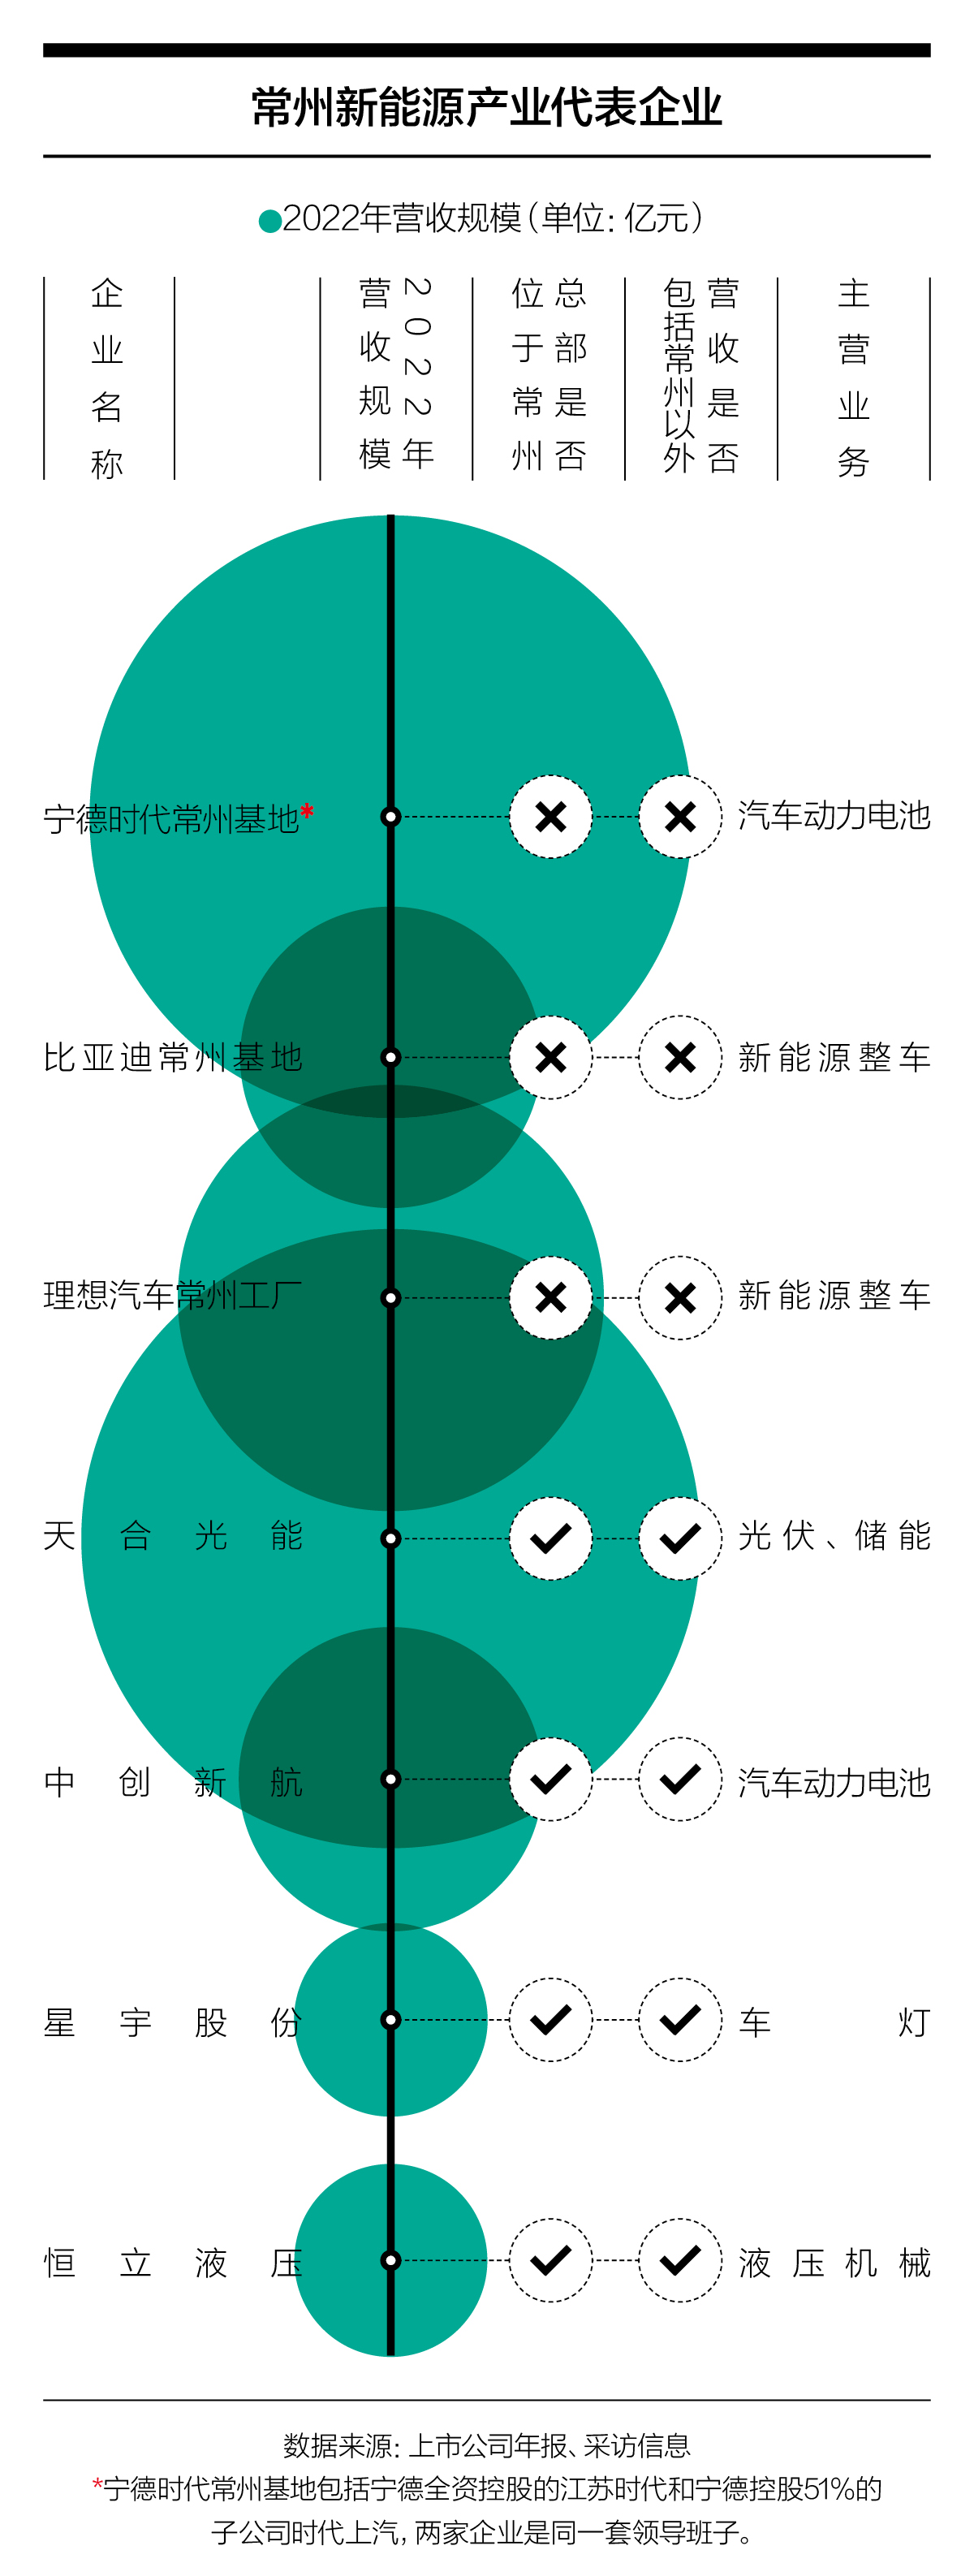 常州新能源产业代表企业
2022年营收规模（单位：亿元）
企业名称
2022年
营收规模
总部是否
位于常州
营收是否
包括常州以外
主营业务
宁德时代常州基地* 汽车动力电池
比亚迪常州基地 新能源整车
理想汽车常州工厂 新能源整车
天合光能 光伏、储能
中创新航 汽车动力电池
星宇股份 车灯
恒立液压 液压机械
数据来源：上市公司年报、采访信息
*宁德时代常州基地包括宁德全资控股的江苏时代和宁德控股51%的
子公司时代上汽，两家企业是同一套领导班子。